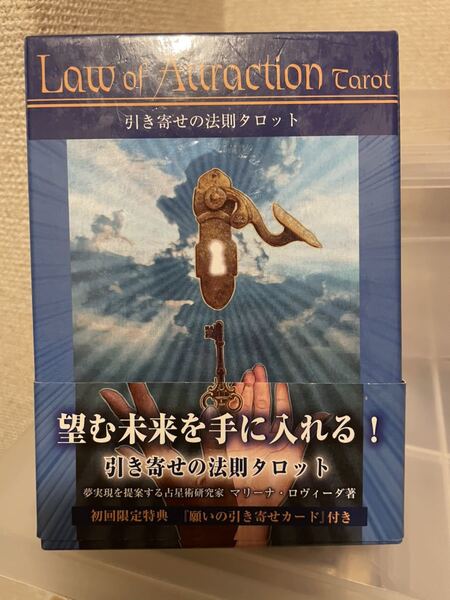 Law of Attraction Tarot
引き寄せの法則タロット
望む未来を手に入れる！
引き寄せの法則タロット
夢実現を提案する占星術研究家 マリーナ・ロヴィーダ著
初回限定特典 『願いの引き寄せカード』付き